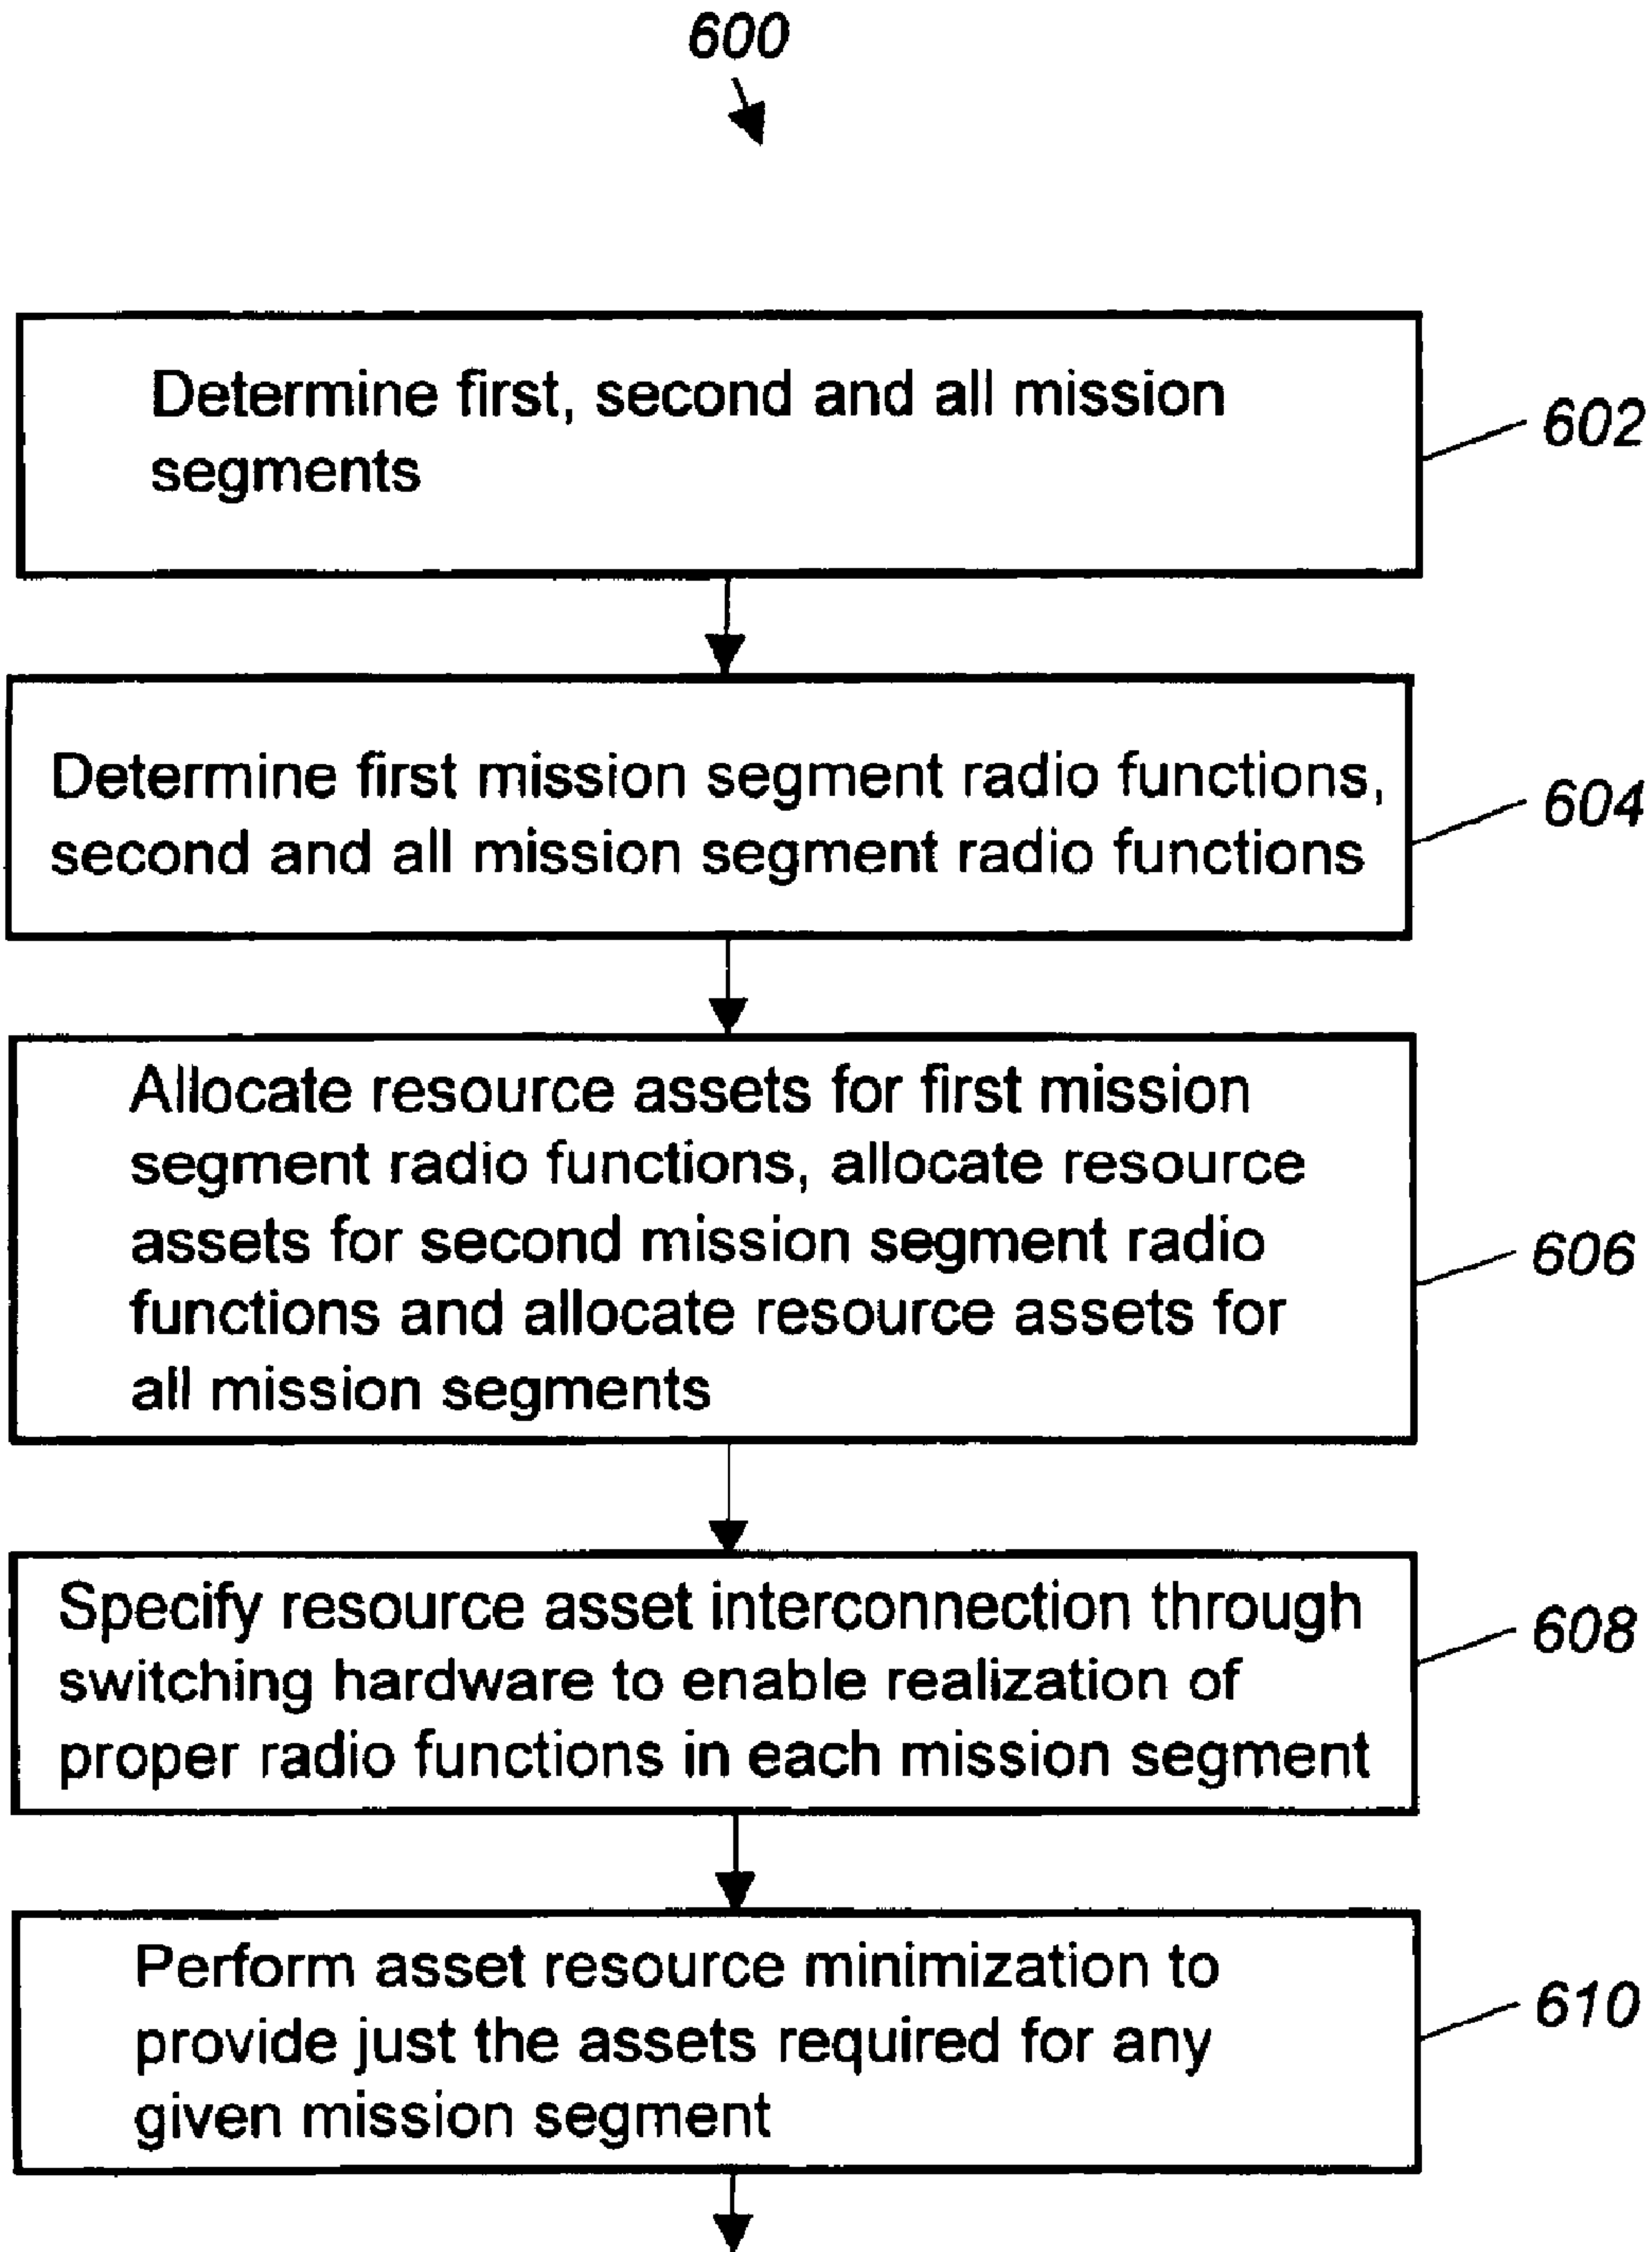 600
Determine first, second and all mission
segments
602
Determine first mission segment radio functions,
second and all mission segment radio functions
604
Allocate resource assets for first mission
segment radio functions, allocate resource
assets for second mission segment radio
functions and allocate resource assets for
all mission segments
606
Specify resource asset interconnection through
switching hardware to enable realization of
proper radio functions in each mission segment
608
Perform asset resource minimization to
provide just the assets required for any
given mission segment
610